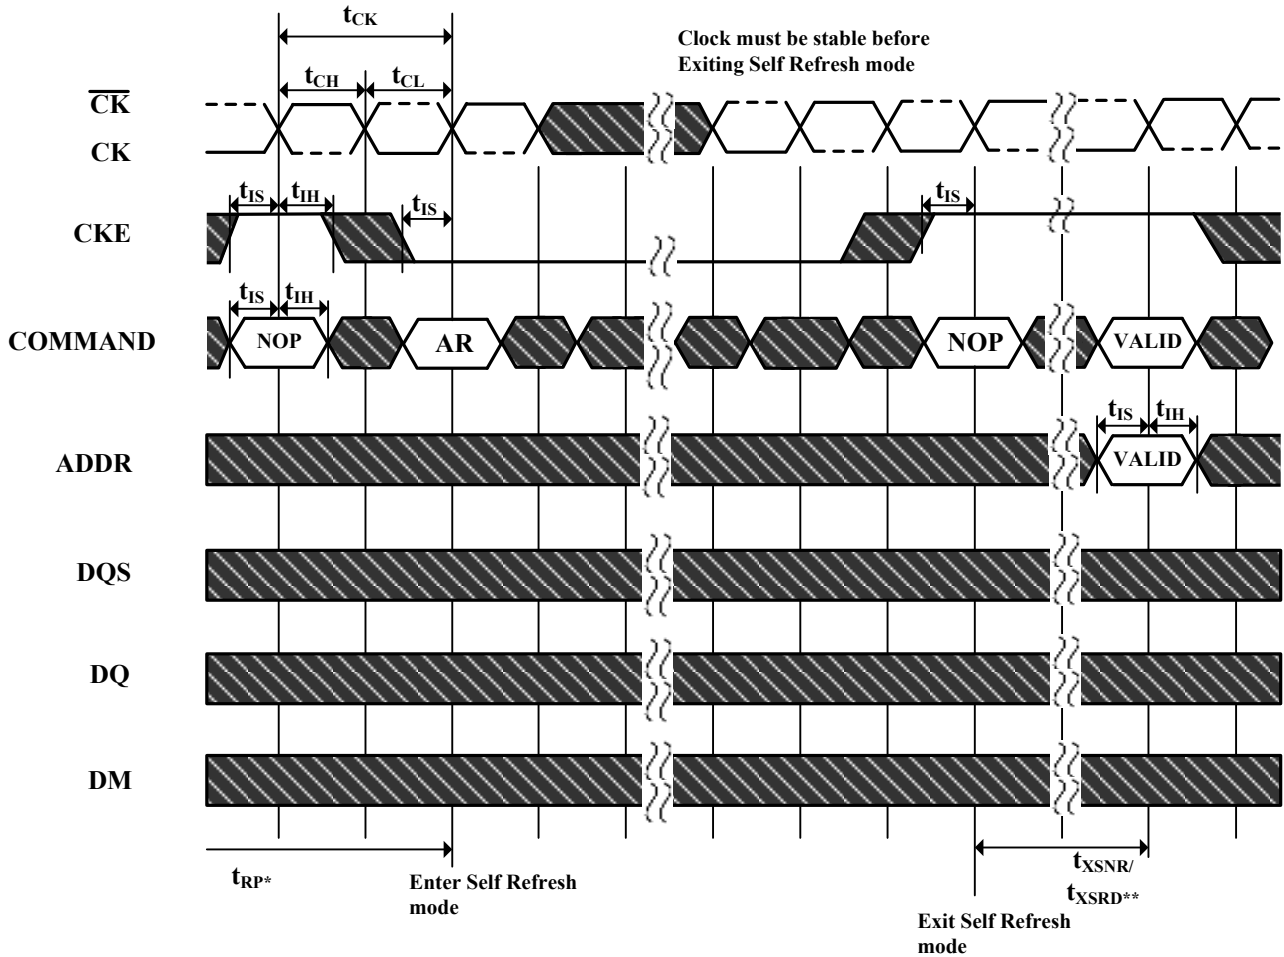 tCK
Clock must be stable before
Exiting Self Refresh mode
tCH
tCL
CK
CK
tIS
tIH
tIS
tIS
CKE
tIS
tIH
COMMAND
NOP
AR
NOP
VALID
tIS
tIH
ADDR
VALID
DQS
DQ
DM
tRP*
Enter Self Refresh
mode
tXSNR/
tXSRD**
Exit Self Refresh
mode